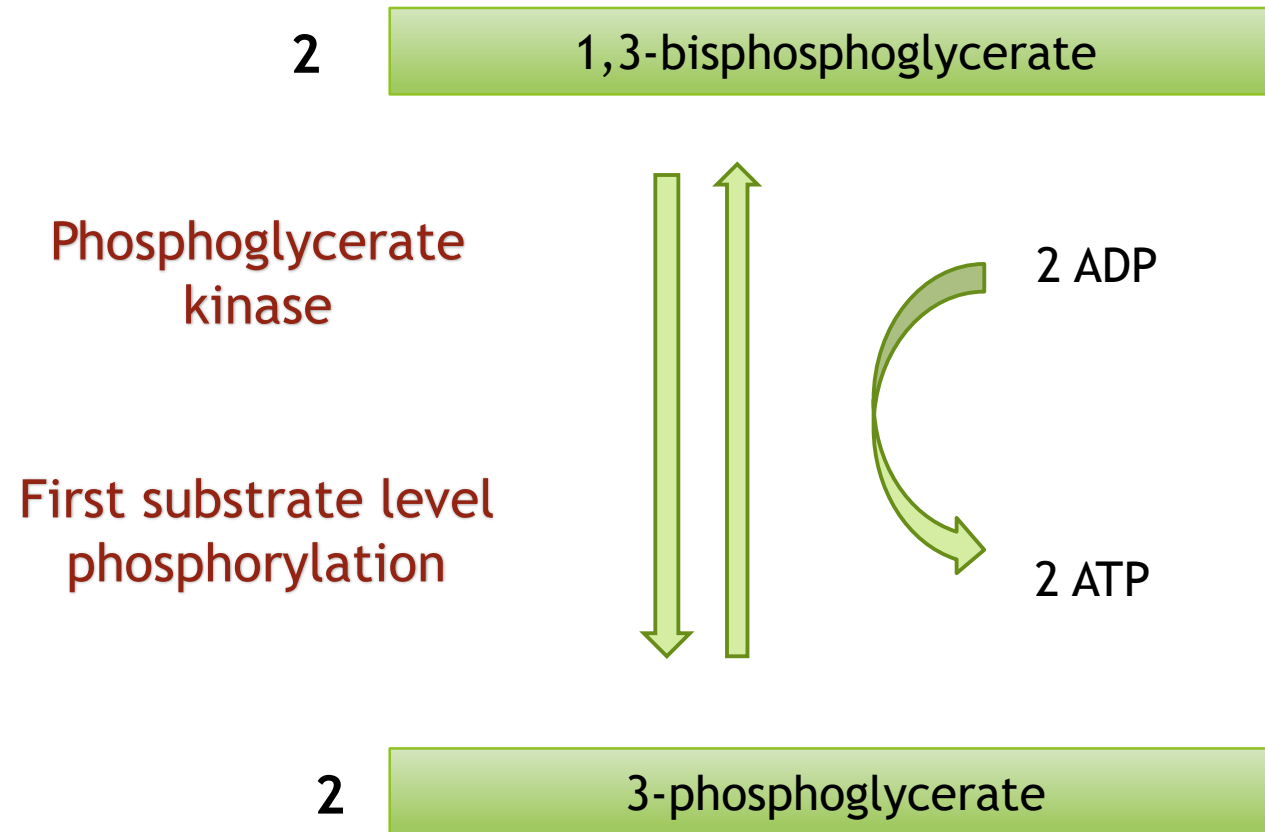 2 1,3-bisphosphoglycerate
Phosphoglycerate
kinase
2 ADP
First substrate level
phosphorylation
2 ATP
2 3-phosphoglycerate